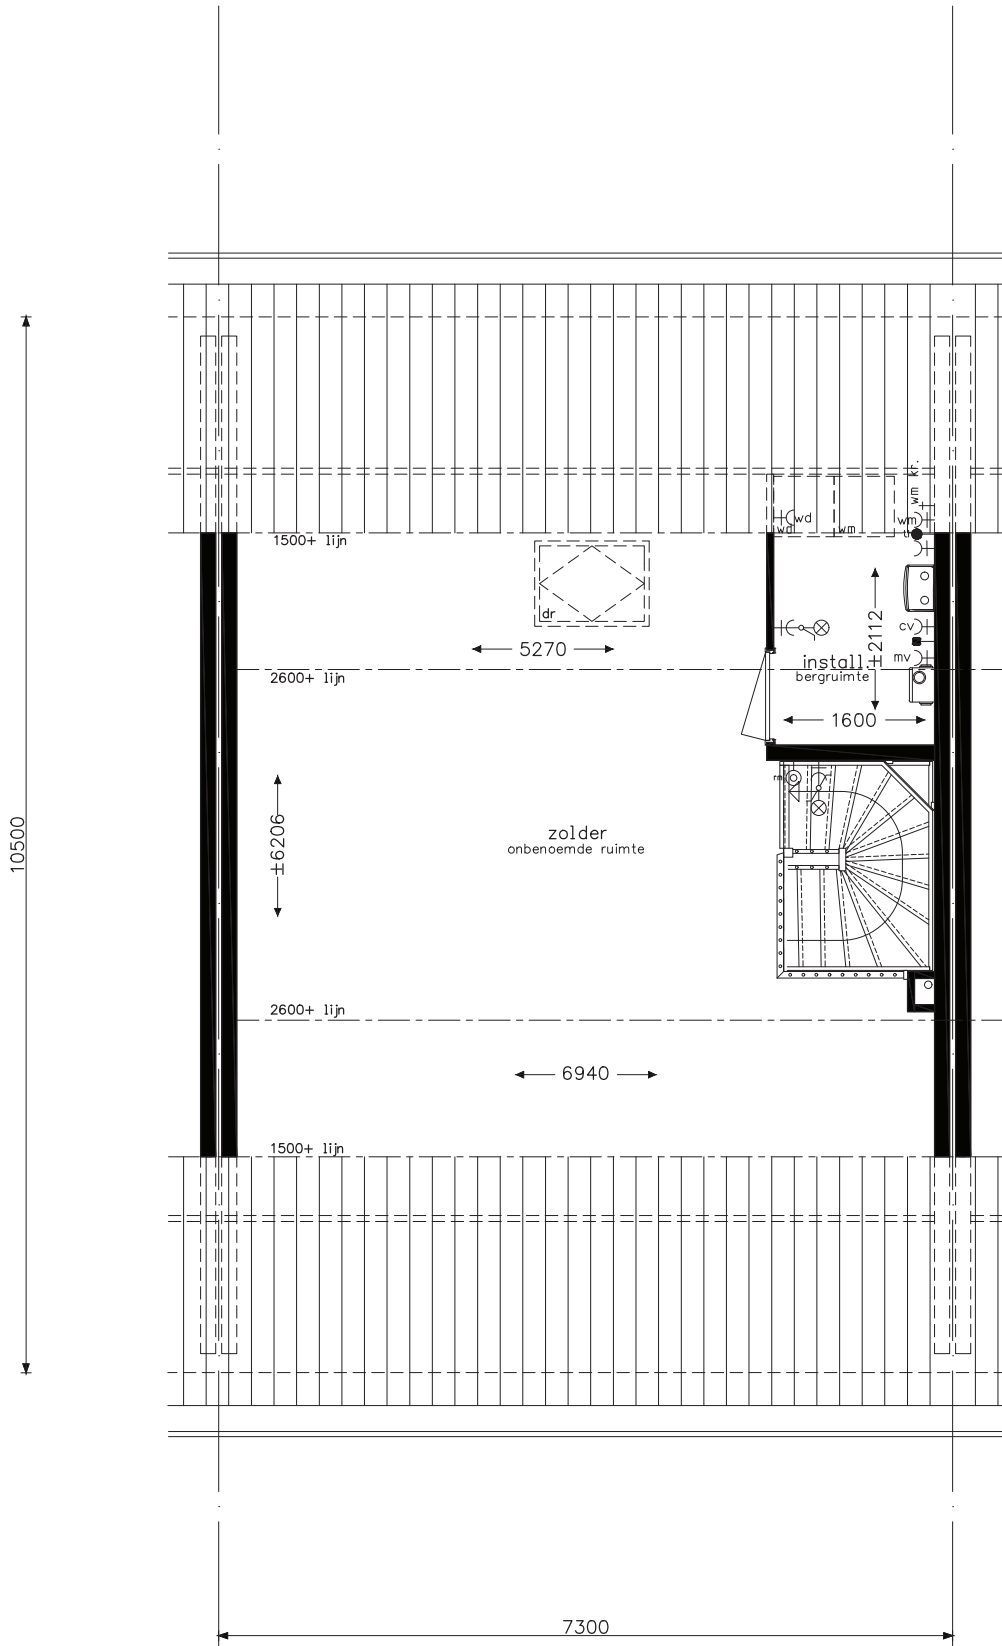 wm kr.
wd
wm
wd
wm
1500+ lijn
dr
cv
5270
±2112
install.
mv
bergruimte
2600+ lijn
1600
rm
10500
±6206
zolder
onbenoemde ruimte
2600+ lijn
6940
1500+ lijn
7300